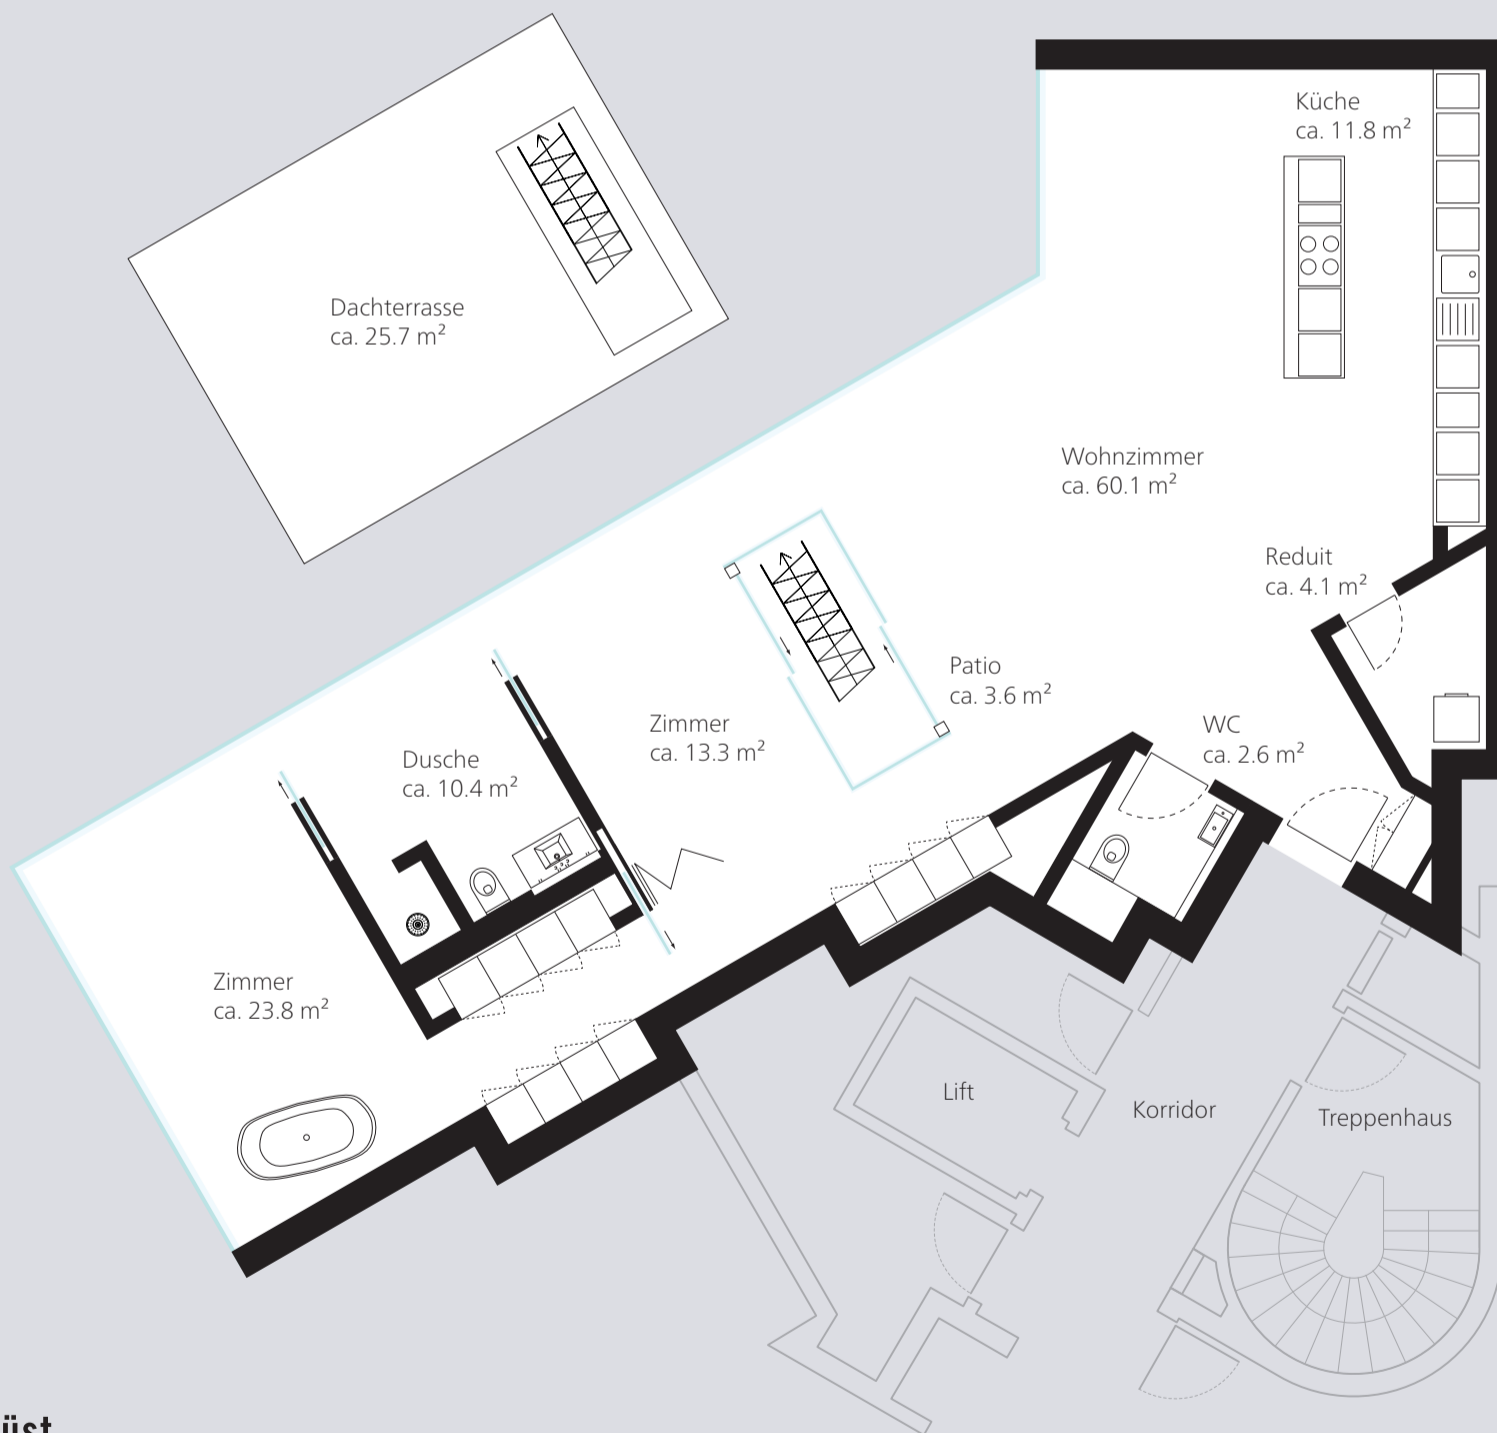 Küche
ca. 11.8 m²
Dachterrasse
ca. 25.7 m²
Wohnzimmer
ca. 60.1 m²
Reduit
ca. 4.1 m²
Patio
ca. 3.6 m²
Zimmer
ca. 13.3 m²
WC
ca. 2.6 m²
Dusche
ca. 10.4 m²
Zimmer
ca. 23.8 m²
Lift
Korridor
Treppenhaus